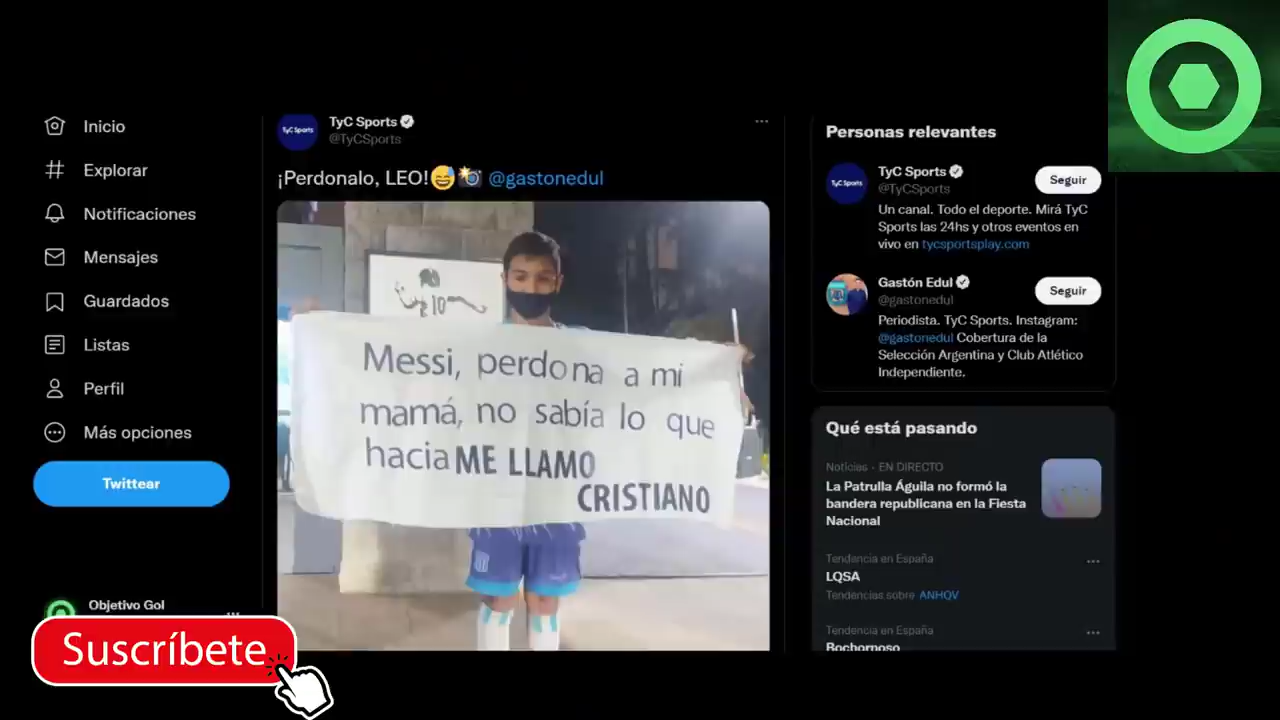 Inicio
Explorar
Notificaciones
Mensajes
Guardados
Listas
Perfil
Más opciones
Twittear
Objetivo Gol
Suscríbete
TyC Sports
TyC Sports
@TyCSports
¡Perdonalo, LEO!😅📸 @gastonedul
10
Messi, perdona a mi
mamá, no sabía lo que
hacia ME LLAMO
CRISTIANO
Personas relevantes
TyC Sports
TyC Sports
@TyCSports
Seguir
Un canal. Todo el deporte. Mirá TyC
Sports las 24hs y otros eventos en
vivo en tycsportsplay.com
Gastón Edul
@gastonedul
Seguir
Periodista. TyC Sports. Instagram:
@gastonedul Cobertura de la
Selección Argentina y Club Atlético
Independiente.
Qué está pasando
Noticias · EN DIRECTO
La Patrulla Águila no formó la
bandera republicana en la Fiesta
Nacional
Tendencia en España
LQSA
Tendencias sobre ANHQV
Tendencia en España
Bochornoso